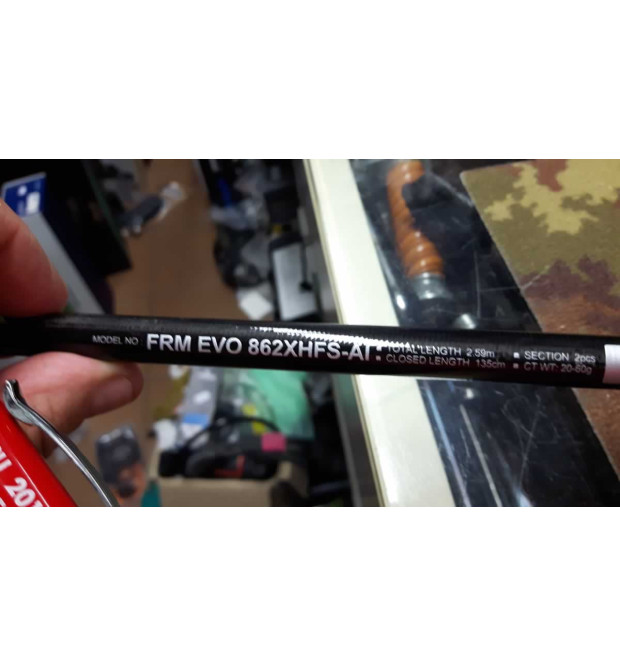 MODEL NO FRM EVO 862XHFS-AT
■ TOTAL LENGTH 2.59m ■ SECTION 2pcs
■ CLOSED LENGTH 135cm ■ CT WT: 20-80g